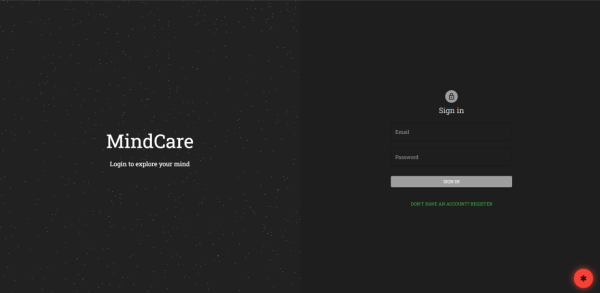 MindCare
Login to explore your mind
Sign in
Email
Password
SIGN IN
DON'T HAVE AN ACCOUNT? REGISTER